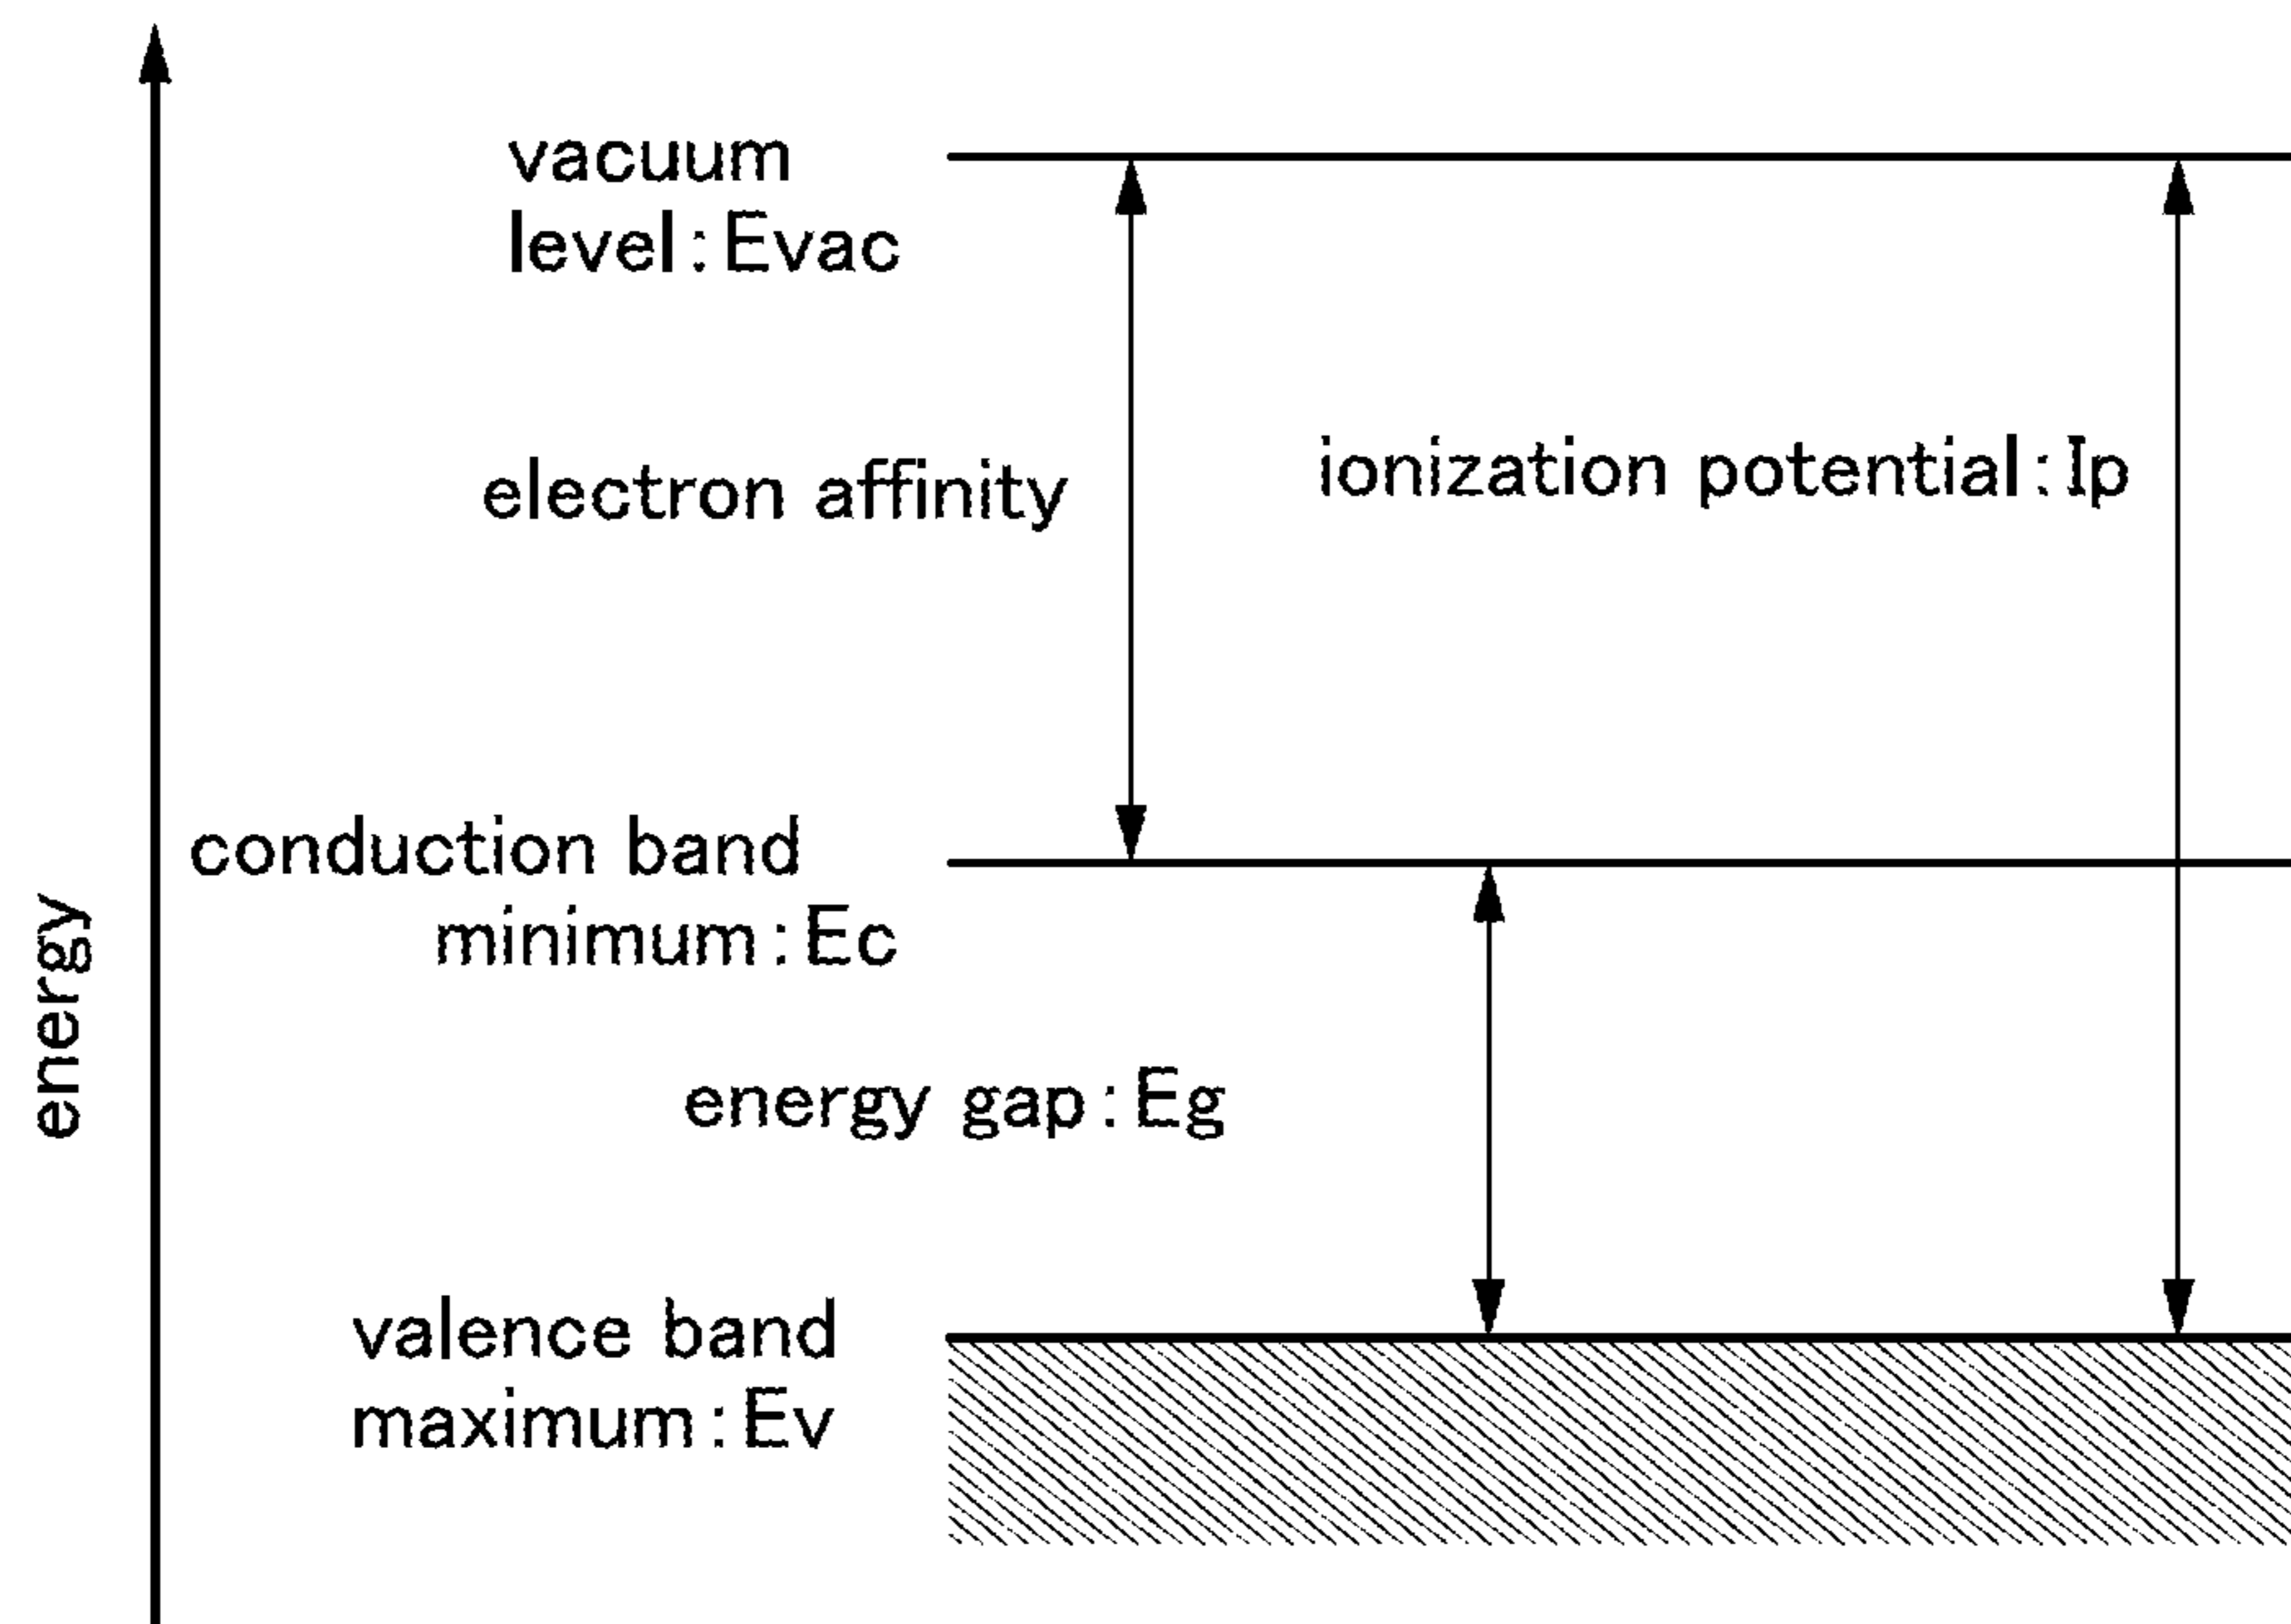 vacuum
level:Evac
electron affinity
ionization potential:Ip
conduction band
minimum:Ec
energy
energy gap:Eg
valence band
maximum:Ev